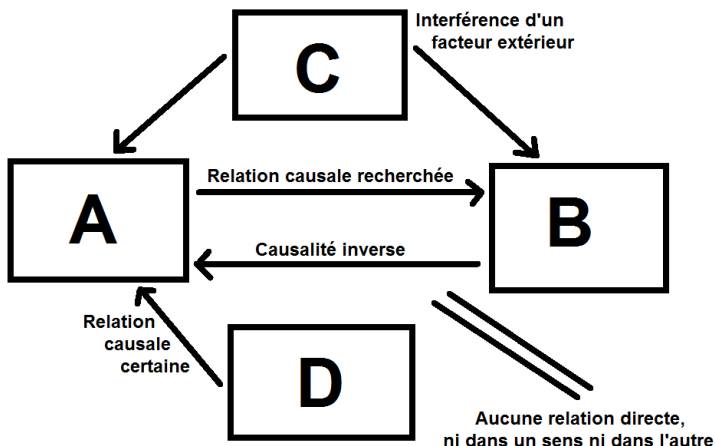 Interférence d'un
facteur extérieur
C
Relation causale recherchée
A
B
Causalité inverse
Relation
causale
certaine
D
Aucune relation directe,
ni dans un sens ni dans l'autre